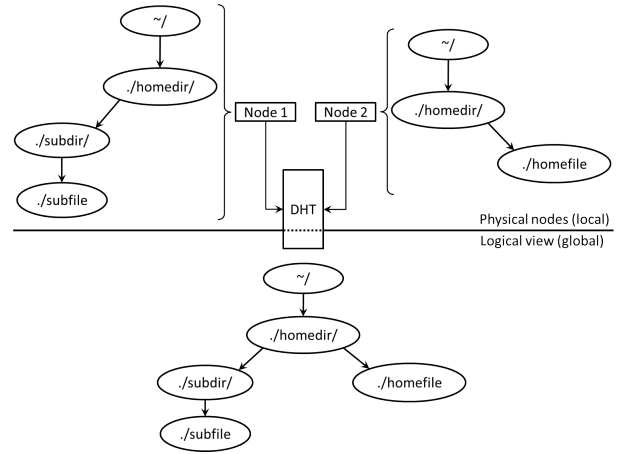 ~/
./homedir/
./subdir/
./subfile
Node 1
Node 2
~/
./homedir/
./homefile
DHT
Physical nodes (local)
Logical view (global)
~/
./homedir/
./subdir/
./homefile
./subfile